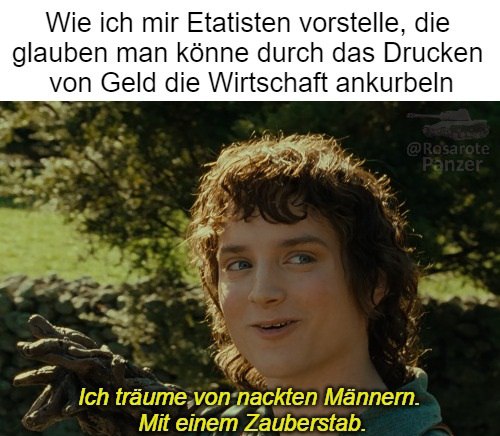 Wie ich mir Etatisten vorstelle, die
glauben man könne durch das Drucken
von Geld die Wirtschaft ankurbeln
@Rosarote
Panzer
Ich träume von nackten Männern.
Mit einem Zauberstab.